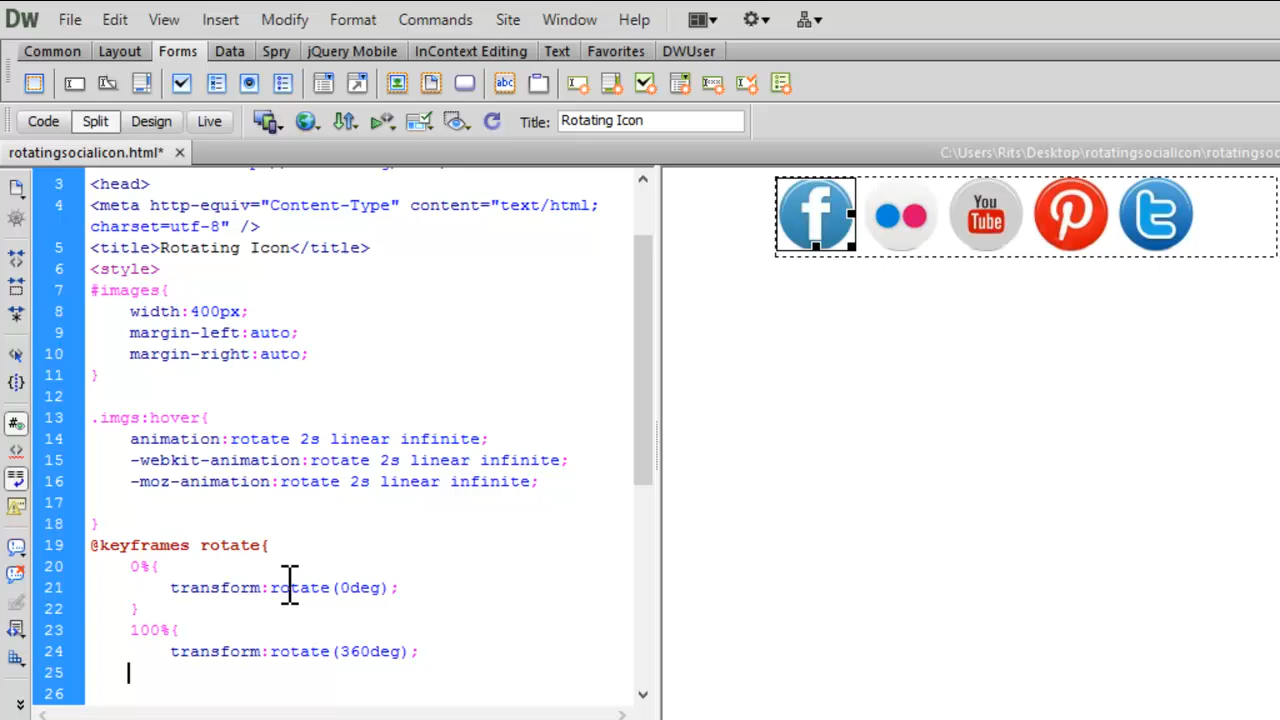 Dw File Edit View Insert Modify Format Commands Site Window Help
Common Layout Forms Data Spry jQuery Mobile InContext Editing Text Favorites DWUser
abc
Code Split Design Live Title: Rotating Icon
rotatingsocialicon.html* × C:\Users\Rits\Desktop\rotatingsocialicon\rotatingsoc
3 <head>
4 <meta http-equiv="Content-Type" content="text/html;
charset=utf-8" />
5 <title>Rotating Icon</title>
6 <style>
7 #images{
8 width:400px;
9 margin-left:auto;
10 margin-right:auto;
11 }
12
13 .imgs:hover{
14 animation:rotate 2s linear infinite;
15 -webkit-animation:rotate 2s linear infinite;
16 -moz-animation:rotate 2s linear infinite;
17
18 }
19 @keyframes rotate{
20 0%{
21 transform:rotate(0deg);
22 }
23 100%{
24 transform:rotate(360deg);
25
26
f
You
Tube